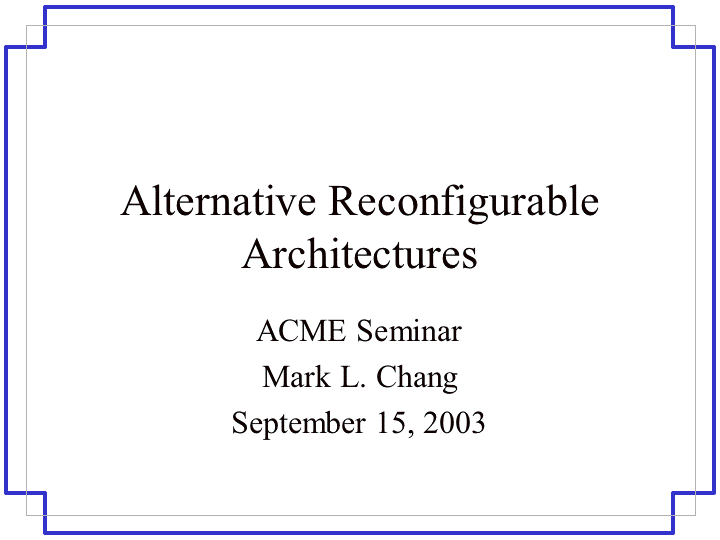 Alternative Reconfigurable
Architectures
ACME Seminar
Mark L. Chang
September 15, 2003